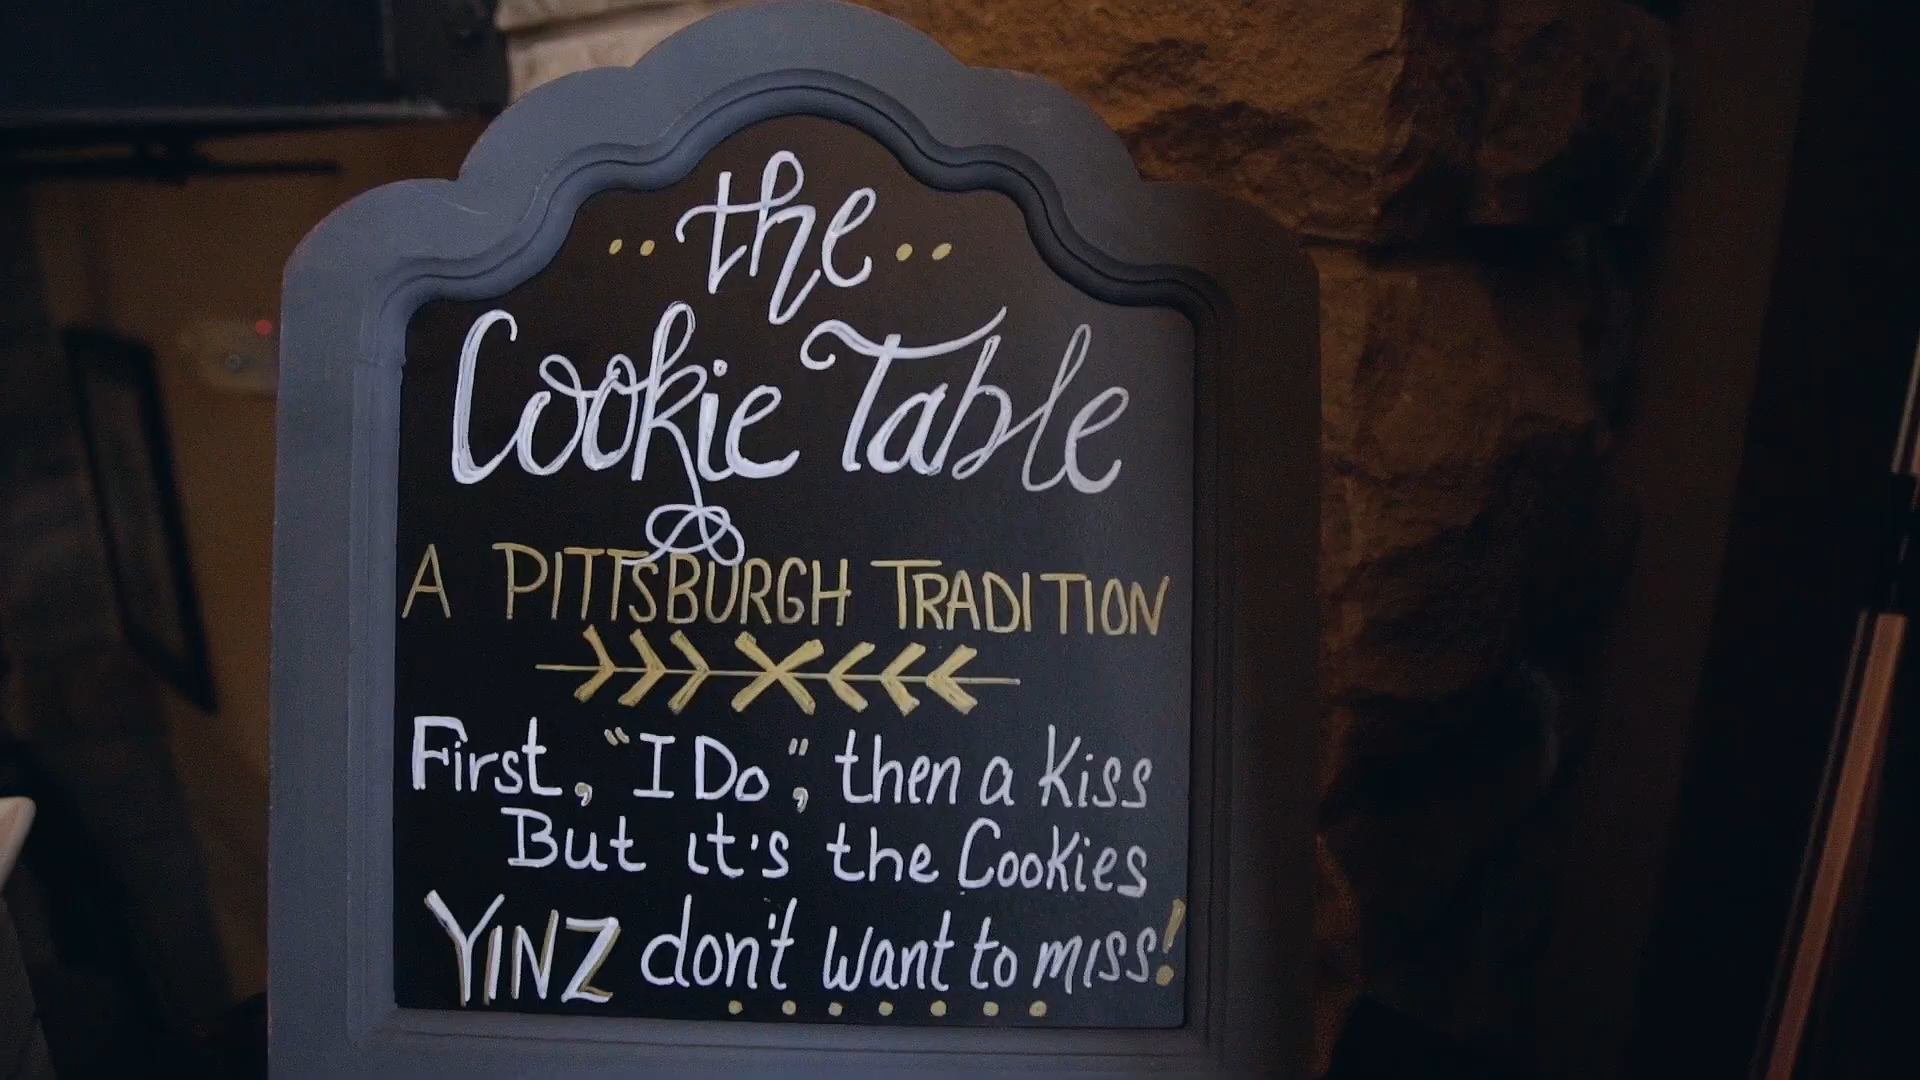 the
Cookie Table
A PITTSBURGH TRADITION
First, "I Do", then a Kiss
But it's the Cookies
YINZ don't want to miss!